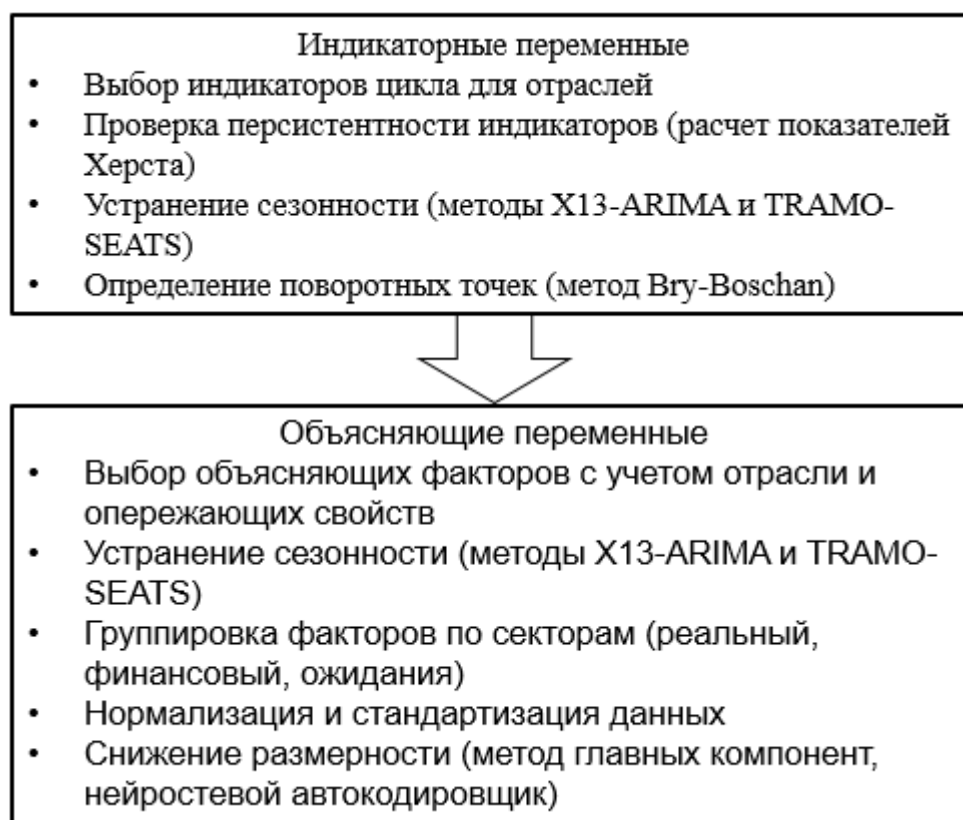 Индикаторные переменные
• Выбор индикаторов цикла для отраслей
• Проверка персистентности индикаторов (расчет показателей
Херста)
• Устранение сезонности (методы X13-ARIMA и TRAMO-
SEATS)
• Определение поворотных точек (метод Bry-Boschan)
Объясняющие переменные
• Выбор объясняющих факторов с учетом отрасли и
опережающих свойств
• Устранение сезонности (методы X13-ARIMA и TRAMO-
SEATS)
• Группировка факторов по секторам (реальный,
финансовый, ожидания)
• Нормализация и стандартизация данных
• Снижение размерности (метод главных компонент,
нейростевой автокодировщик)